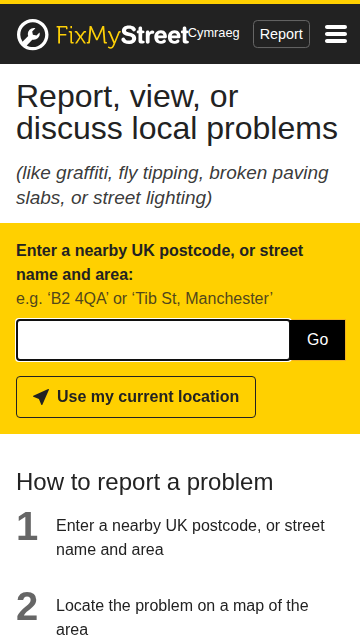 FixMyStreet Cymraeg Report
Report, view, or
discuss local problems
(like graffiti, fly tipping, broken paving
slabs, or street lighting)
Enter a nearby UK postcode, or street
name and area:
e.g. ‘B2 4QA’ or ‘Tib St, Manchester’
Go
Use my current location
How to report a problem
1 Enter a nearby UK postcode, or street
name and area
2 Locate the problem on a map of the
area